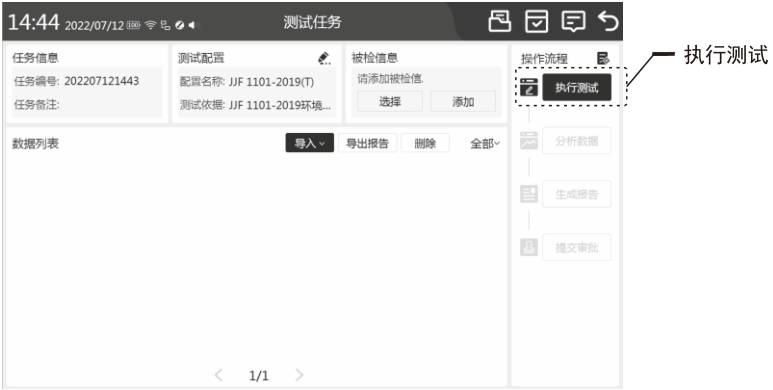 14:44 2022/07/12 100 测试任务
任务信息
任务编号: 202207121443
任务备注:
测试配置
配置名称: JJF 1101-2019(T)
测试依据: JJF 1101-2019环境...
被检信息
请添加被检信息.
选择 添加
操作流程
执行测试
分析数据
生成报告
提交审批
执行测试
数据列表 导入 导出报告 删除 全部
< 1/1 >